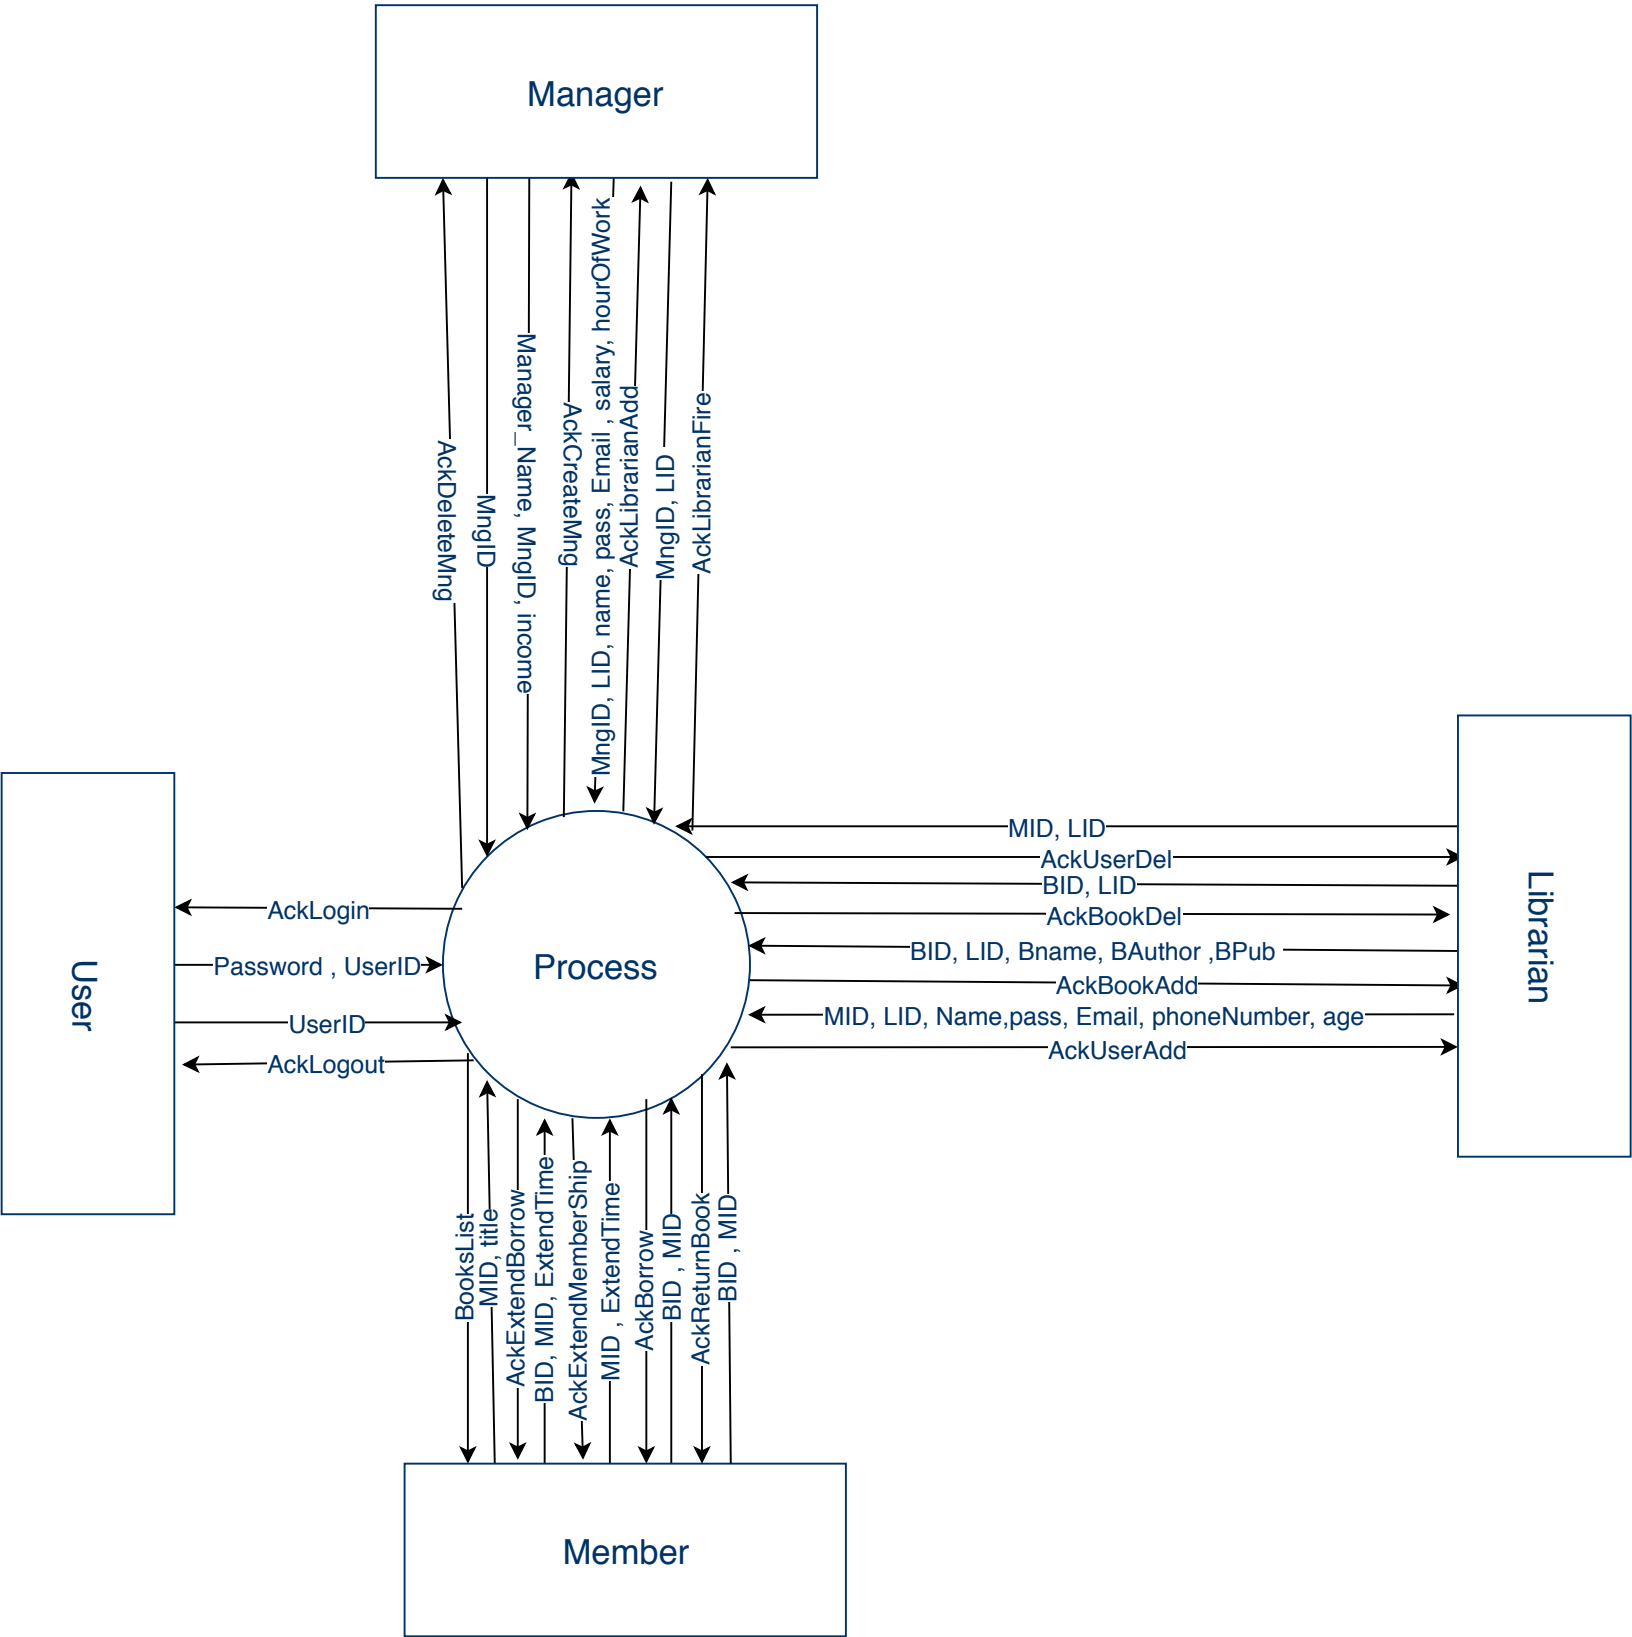 Manager
AckDeleteMng
MngID
Manager_Name, MngID, income
AckCreateMng
MngID, LID, name, pass, Email , salary, hourOfWork
AckLibrarianAdd
MngID, LID
AckLibrarianFire
User
AckLogin
Password , UserID
UserID
AckLogout
Process
MID, LID
AckUserDel
BID, LID
AckBookDel
BID, LID, Bname, BAuthor ,BPub
AckBookAdd
MID, LID, Name,pass, Email, phoneNumber, age
AckUserAdd
Librarian
BooksList
MID, title
AckExtendBorrow
BID, MID, ExtendTime
AckExtendMemberShip
MID , ExtendTime
AckBorrow
BID , MID
AckReturnBook
BID , MID
Member